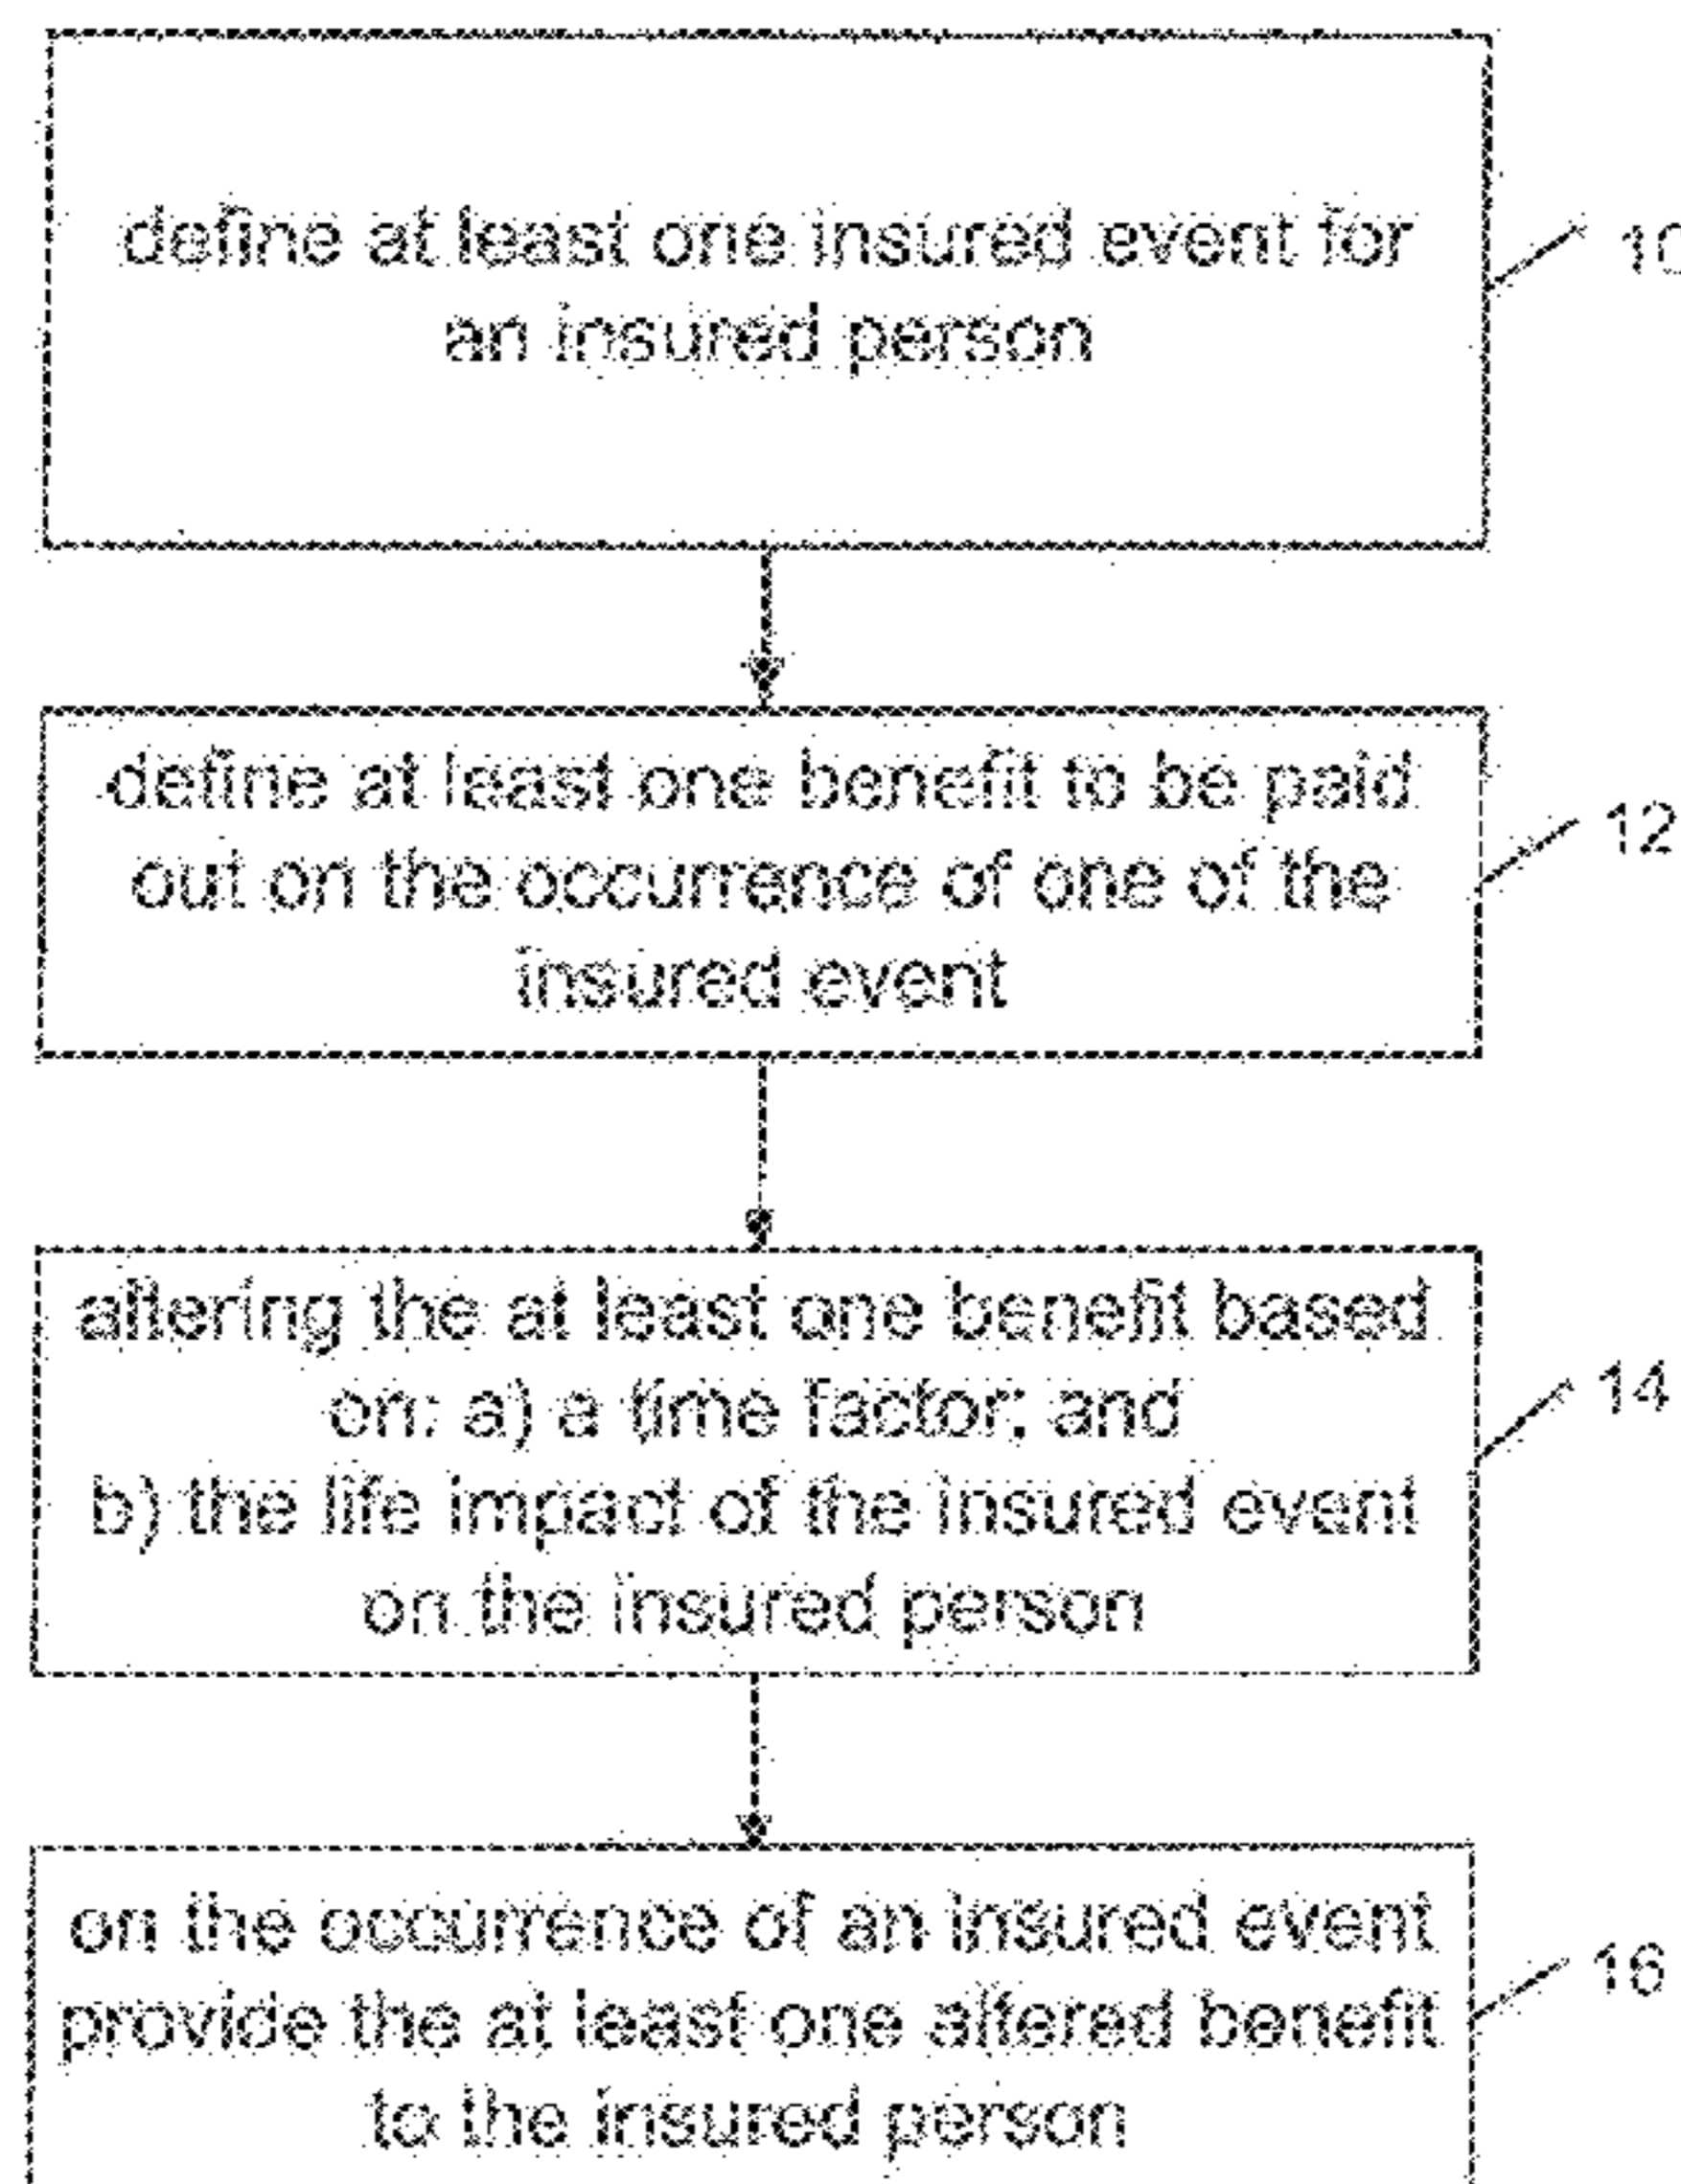 define at least one insured event for
an insured person
10
define at least one benefit to be paid
out on the occurrence of one of the
insured event
12
altering the at least one benefit based
on: a) a time factor; and
b) the life impact of the insured event
on the insured person
14
on the occurrence of an insured event
provide the at least one altered benefit
to the insured person
16